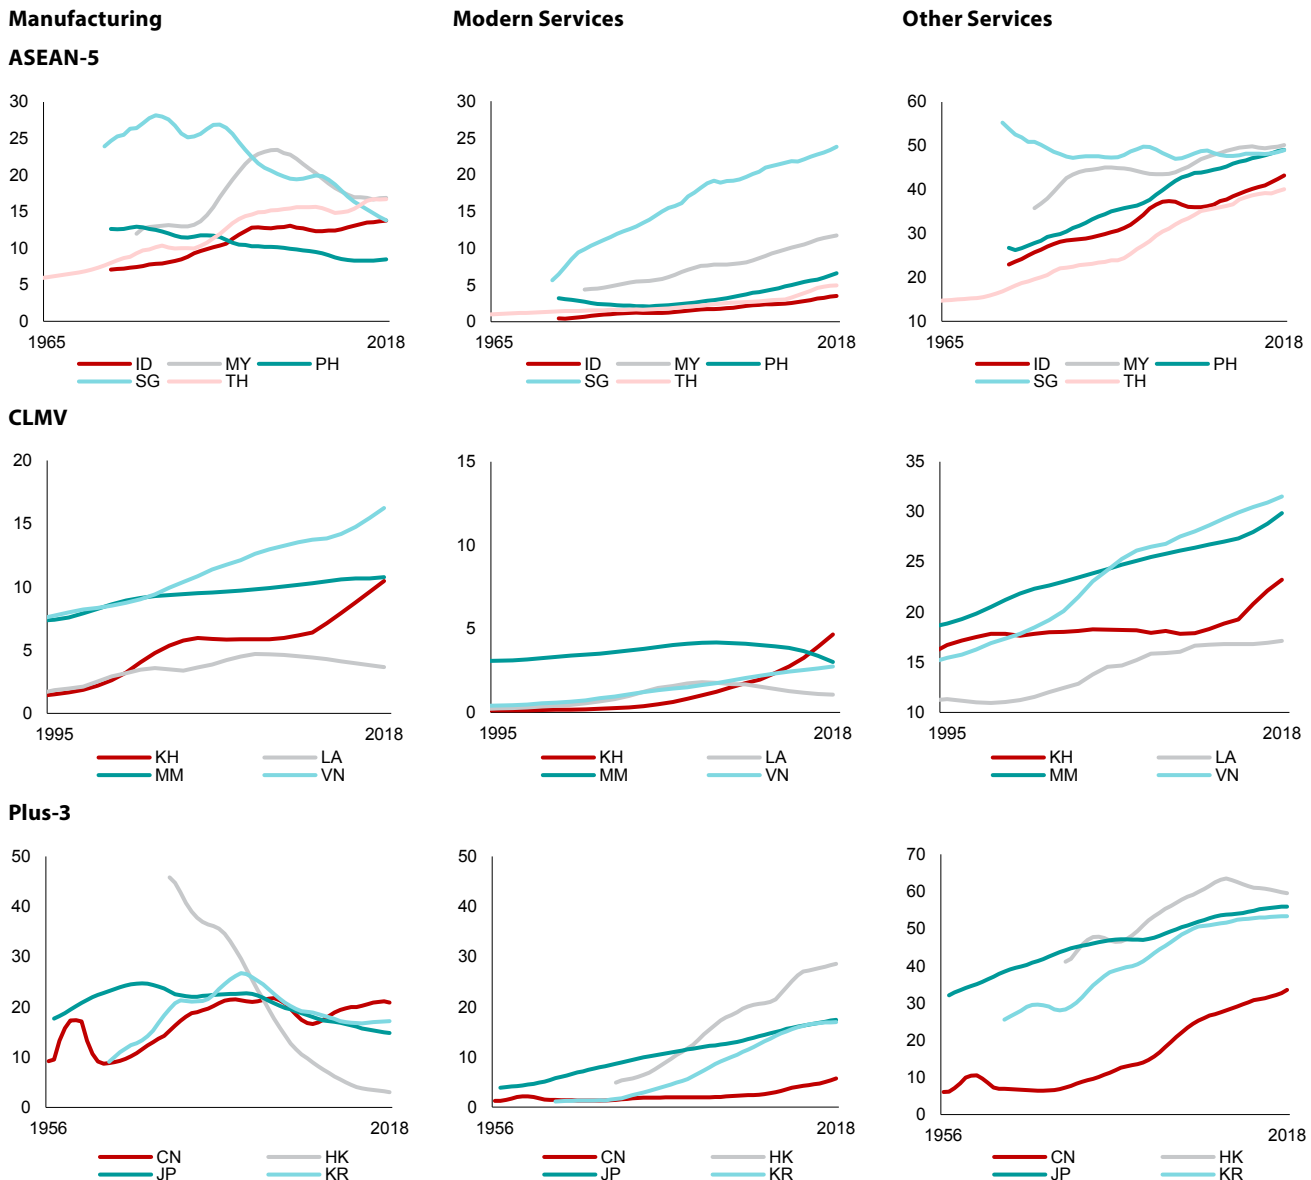 Manufacturing
Modern Services
Other Services
ASEAN-5
30
25
20
15
10
5
0
1965
2018
ID
MY
PH
SG
TH
30
25
20
15
10
5
0
1965
2018
ID
MY
PH
SG
TH
60
50
40
30
20
10
1965
2018
ID
MY
PH
SG
TH
CLMV
20
15
10
5
0
1995
2018
KH
LA
MM
VN
15
10
5
0
1995
2018
KH
LA
MM
VN
35
30
25
20
15
10
1995
2018
KH
LA
MM
VN
Plus-3
50
40
30
20
10
0
1956
2018
CN
HK
JP
KR
50
40
30
20
10
0
1956
2018
CN
HK
JP
KR
70
60
50
40
30
20
10
0
1956
2018
CN
HK
JP
KR